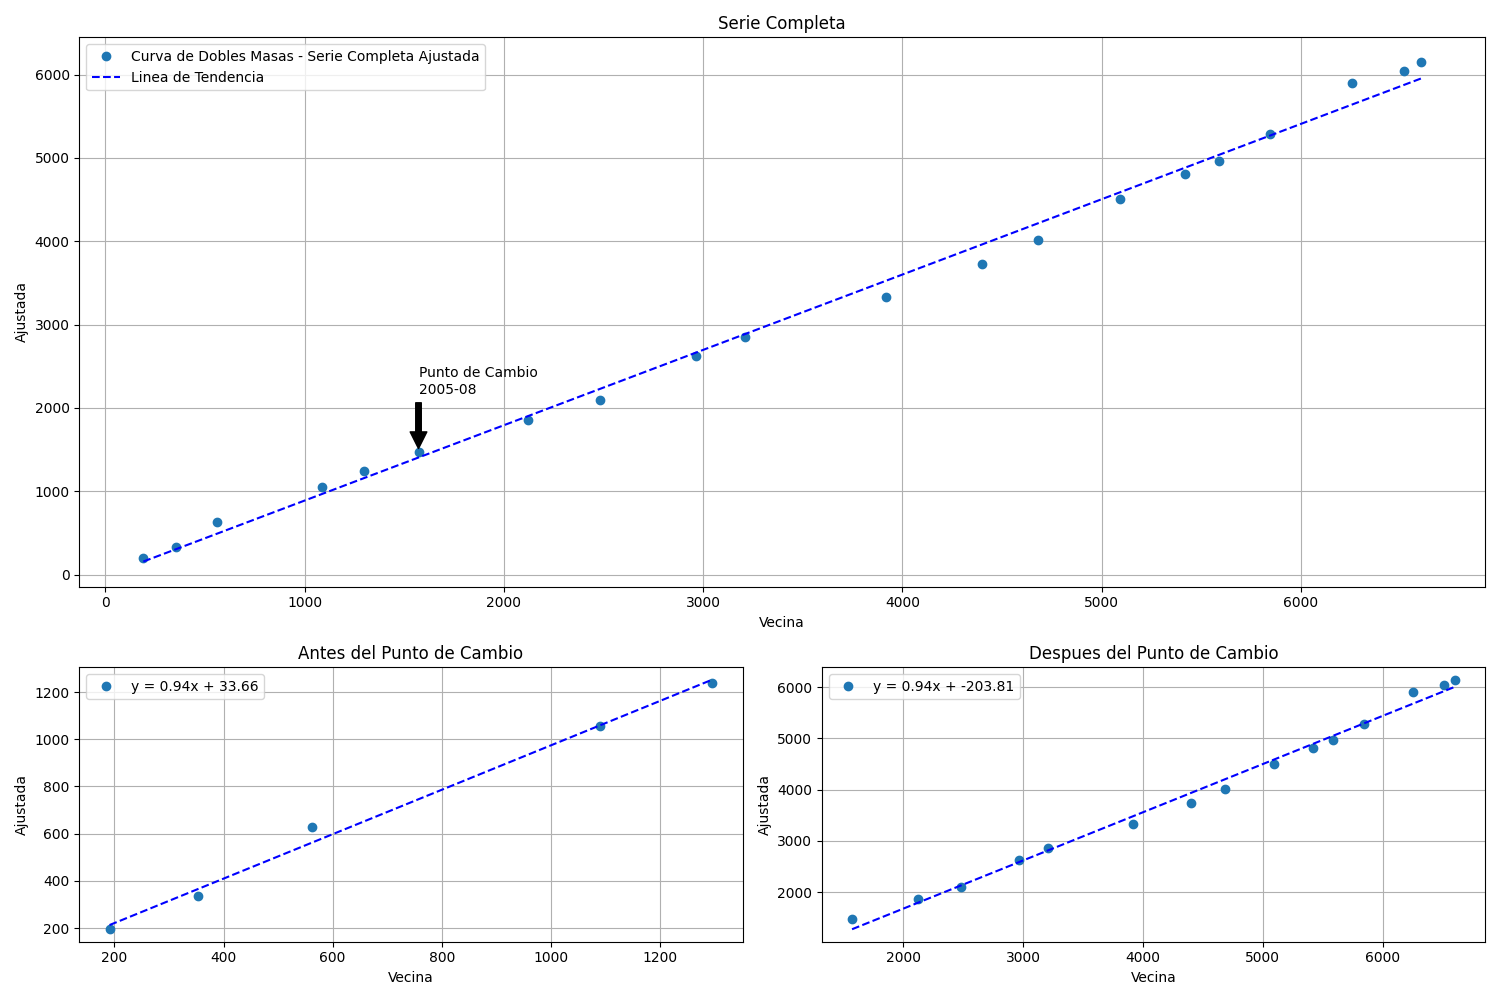 Serie Completa
Curva de Dobles Masas - Serie Completa Ajustada
Linea de Tendencia
6000
5000
4000
3000
2000
1000
0
Ajustada
Punto de Cambio
2005-08
0 1000 2000 3000 4000 5000 6000
Vecina
Antes del Punto de Cambio
y = 0.94x + 33.66
1200
1000
800
600
400
200
Ajustada
200 400 600 800 1000 1200
Vecina
Despues del Punto de Cambio
y = 0.94x + -203.81
6000
5000
4000
3000
2000
Ajustada
2000 3000 4000 5000 6000
Vecina